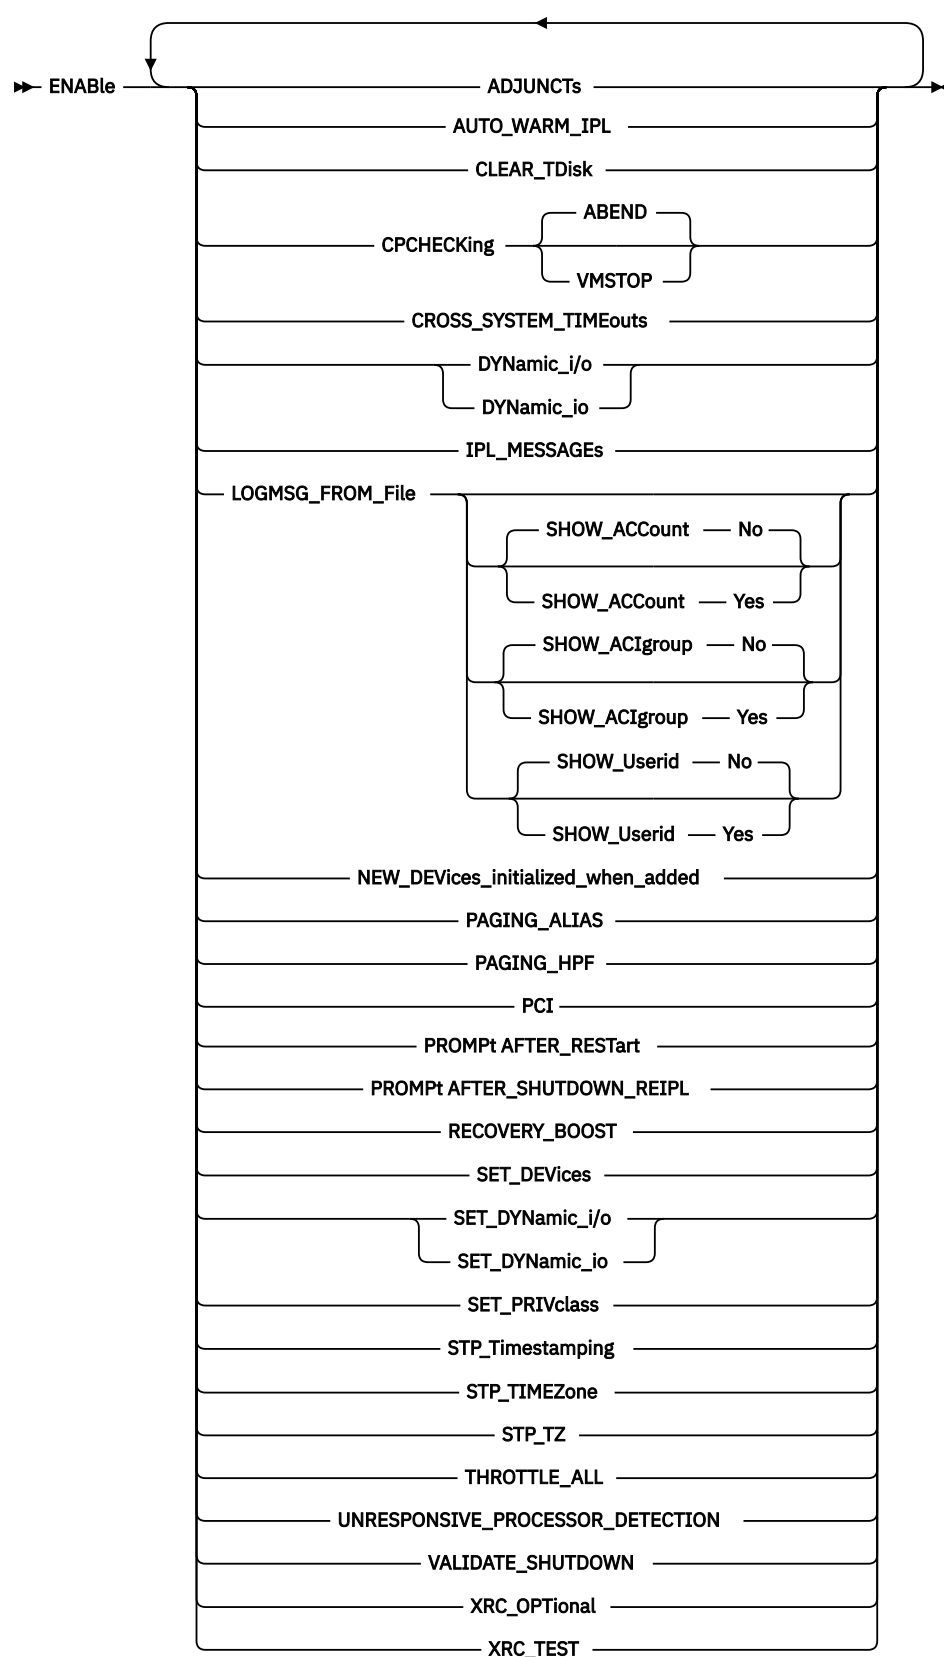 ENABle ADJUNCTs
AUTO_WARM_IPL
CLEAR_TDisk
ABEND
CPCHECKing
VMSTOP
CROSS_SYSTEM_TIMEouts
DYNamic_i/o
DYNamic_io
IPL_MESSAGEs
LOGMSG_FROM_File
SHOW_ACCount No
SHOW_ACCount Yes
SHOW_ACIgroup No
SHOW_ACIgroup Yes
SHOW_Userid No
SHOW_Userid Yes
NEW_DEVices_initialized_when_added
PAGING_ALIAS
PAGING_HPF
PCI
PROMPt AFTER_RESTart
PROMPt AFTER_SHUTDOWN_REIPL
RECOVERY_BOOST
SET_DEVices
SET_DYNamic_i/o
SET_DYNamic_io
SET_PRIVclass
STP_Timestamping
STP_TIMEZone
STP_TZ
THROTTLE_ALL
UNRESPONSIVE_PROCESSOR_DETECTION
VALIDATE_SHUTDOWN
XRC_OPTional
XRC_TEST